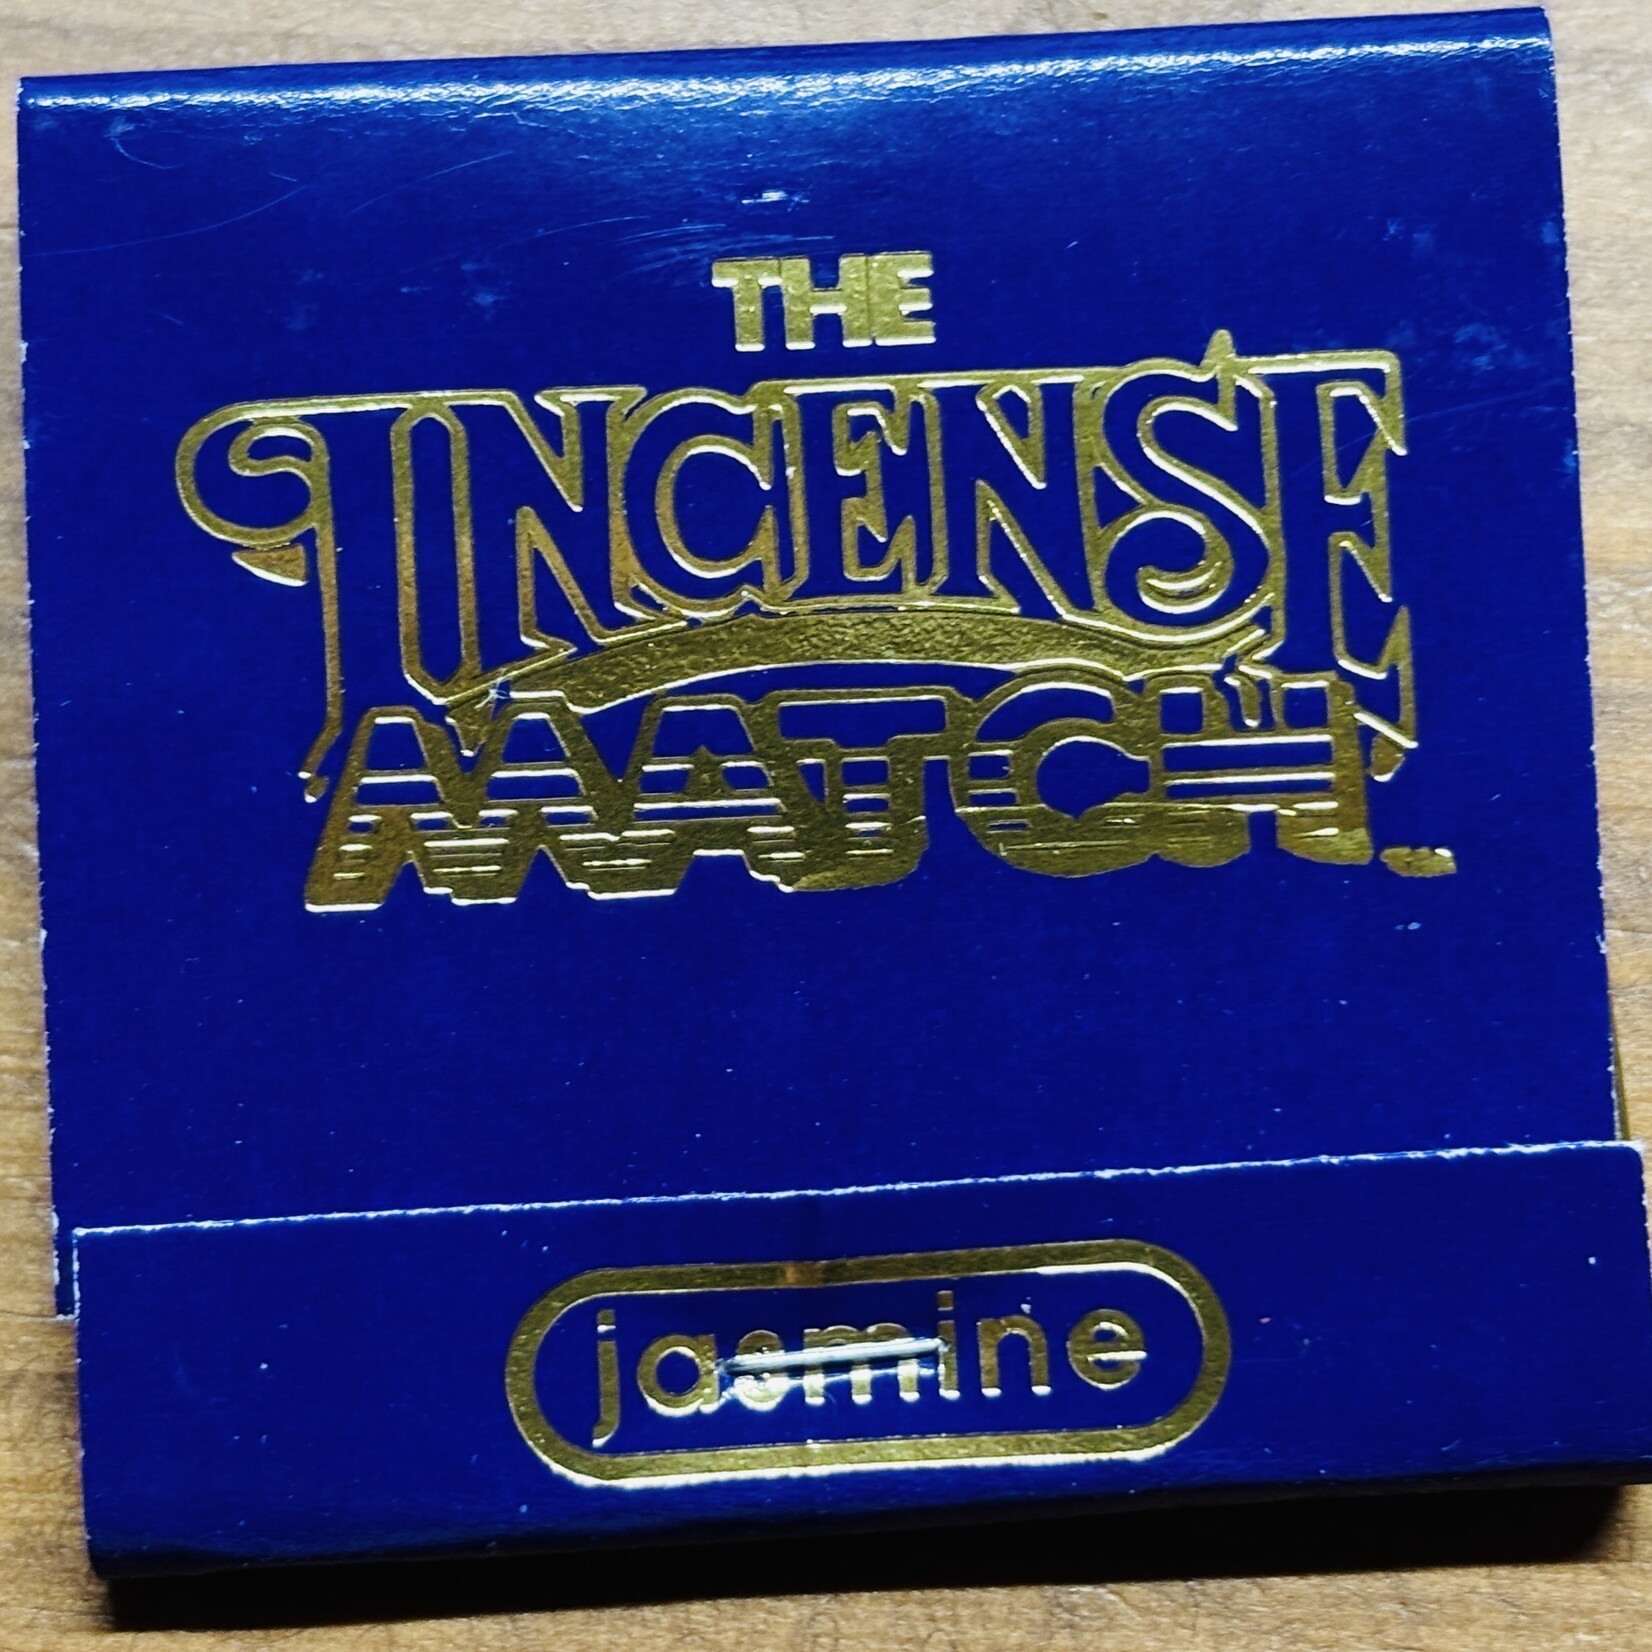 THE
INCENSE
MATCH
jasmine